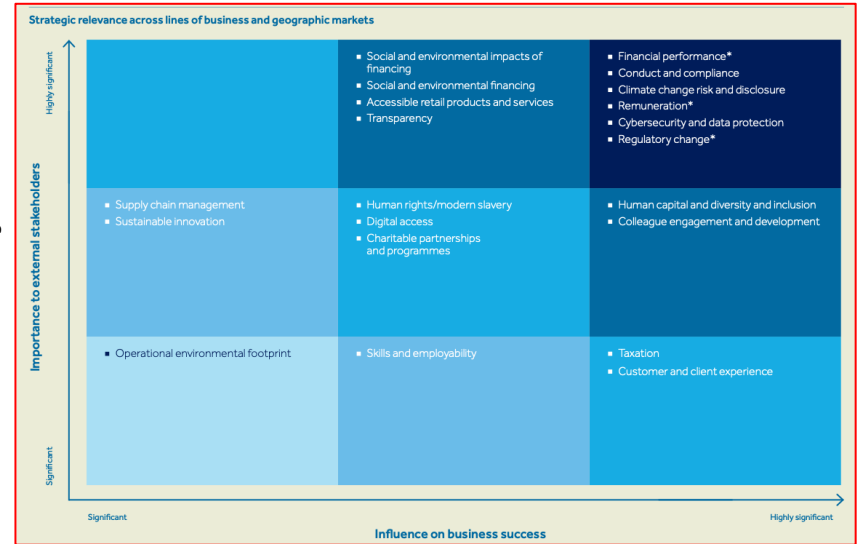 Strategic relevance across lines of business and geographic markets
Highly significant
Importance to external stakeholders
Significant
Social and environmental impacts of
financing
Social and environmental financing
Accessible retail products and services
Transparency
Financial performance*
Conduct and compliance
Climate change risk and disclosure
Remuneration*
Cybersecurity and data protection
Regulatory change*
Supply chain management
Sustainable innovation
Human rights/modern slavery
Digital access
Charitable partnerships
and programmes
Human capital and diversity and inclusion
Colleague engagement and development
Operational environmental footprint
Skills and employability
Taxation
Customer and client experience
Significant
Highly significant
Influence on business success